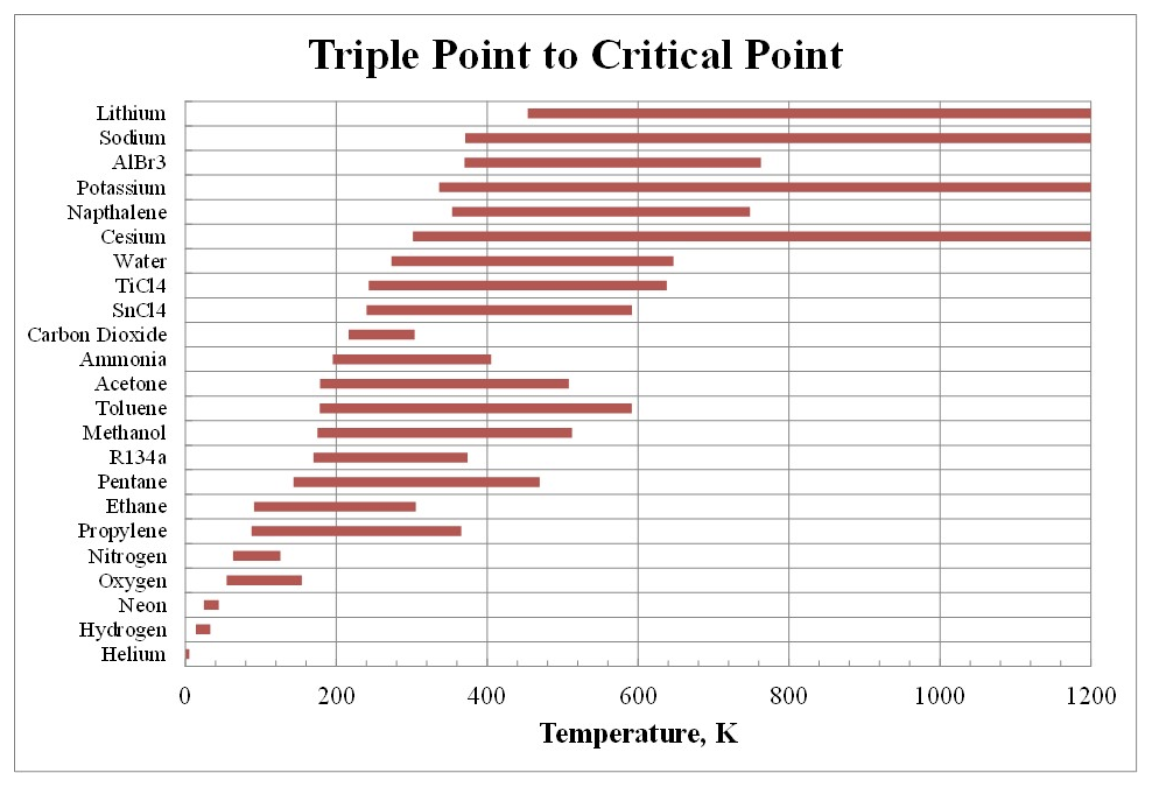 Triple Point to Critical Point
Lithium
Sodium
AlBr3
Potassium
Napthalene
Cesium
Water
TiCl4
SnCl4
Carbon Dioxide
Ammonia
Acetone
Toluene
Methanol
R134a
Pentane
Ethane
Propylene
Nitrogen
Oxygen
Neon
Hydrogen
Helium
0 200 400 600 800 1000 1200
Temperature, K